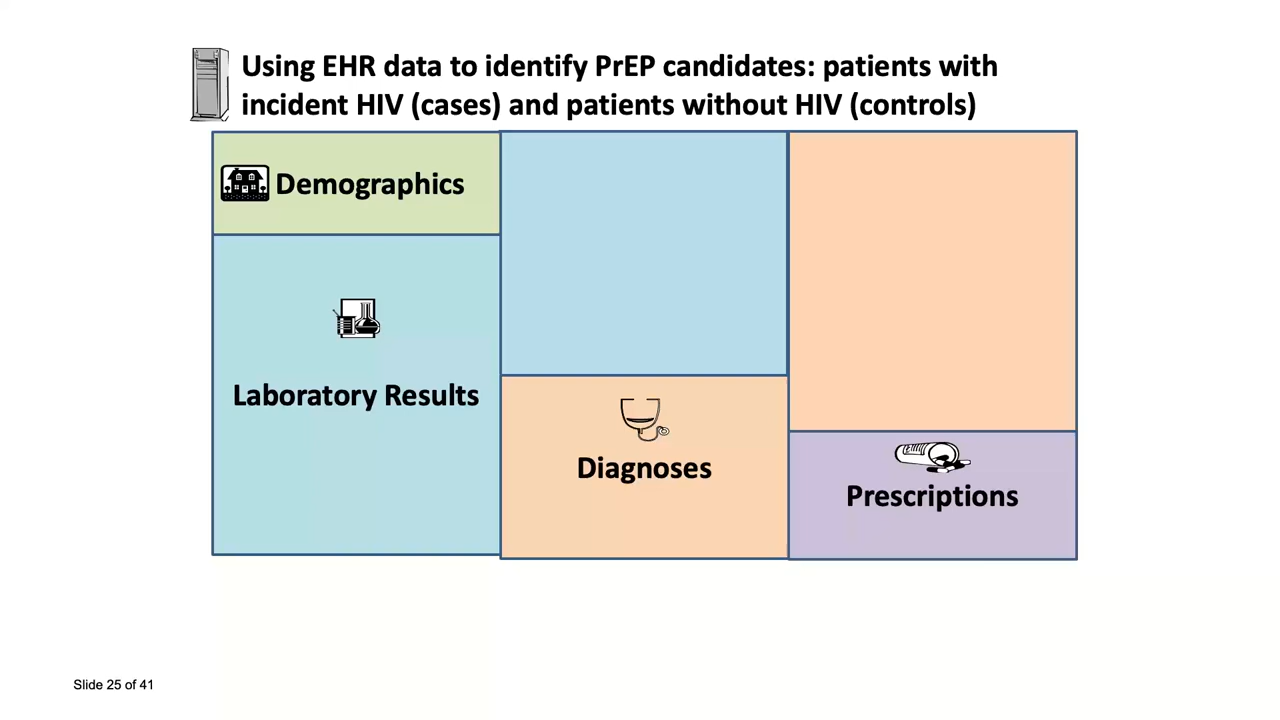 Using EHR data to identify PrEP candidates: patients with
incident HIV (cases) and patients without HIV (controls)
Demographics
Laboratory Results
Diagnoses
Prescriptions
Slide 25 of 41